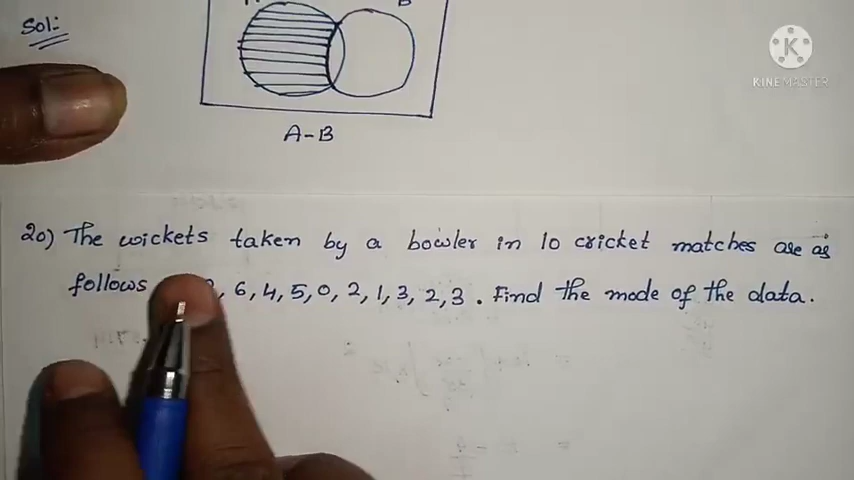 Sol:
B
K
KINEMASTER
A-B
20) The wickets taken by a bowler in 10 cricket matches are as
follows , 6, 4, 5, 0, 2, 1, 3, 2, 3. Find the mode of the data.